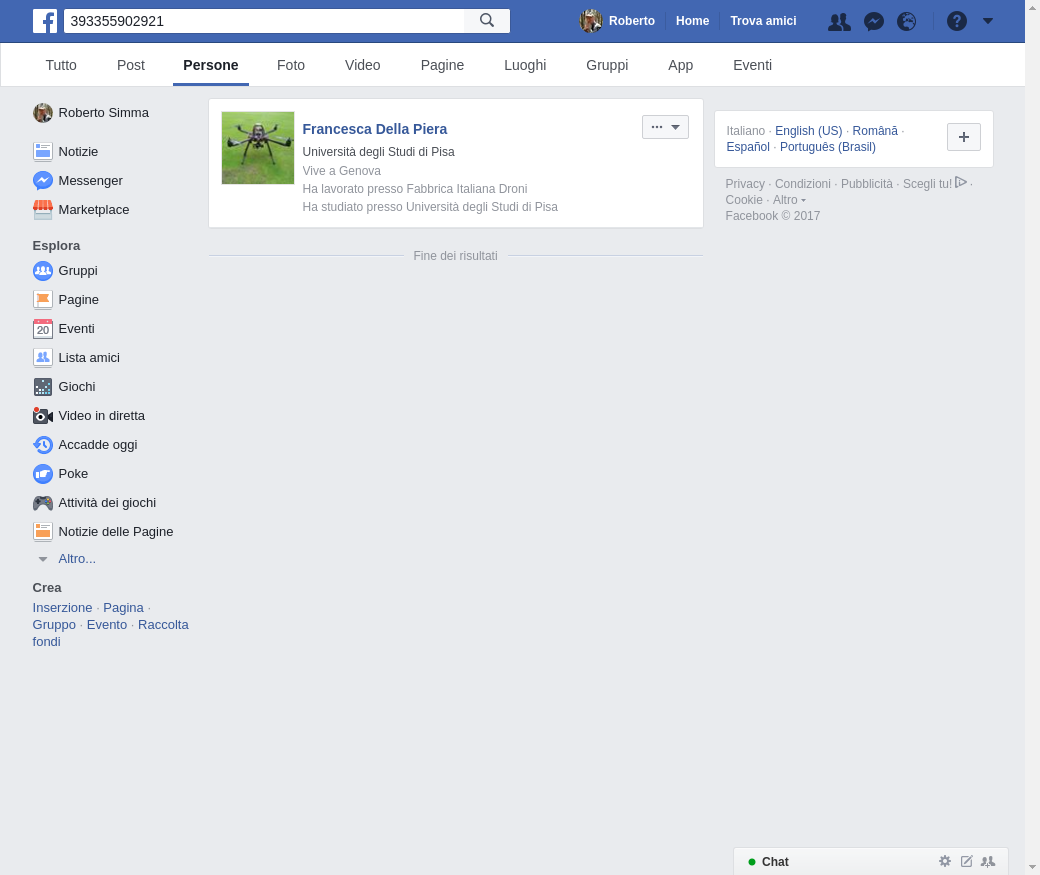 393355902921
Roberto Home Trova amici
Tutto Post Persone Foto Video Pagine Luoghi Gruppi App Eventi
Roberto Simma
Notizie
Messenger
Marketplace
Esplora
Gruppi
Pagine
20 Eventi
Lista amici
Giochi
Video in diretta
Accadde oggi
Poke
Attività dei giochi
Notizie delle Pagine
Altro...
Crea
Inserzione · Pagina ·
Gruppo · Evento · Raccolta
fondi
Francesca Della Piera
Università degli Studi di Pisa
Vive a Genova
Ha lavorato presso Fabbrica Italiana Droni
Ha studiato presso Università degli Studi di Pisa
Fine dei risultati
Italiano · English (US) · Română ·
Español · Português (Brasil)
Privacy · Condizioni · Pubblicità · Scegli tu! ·
Cookie · Altro
Facebook © 2017
Chat